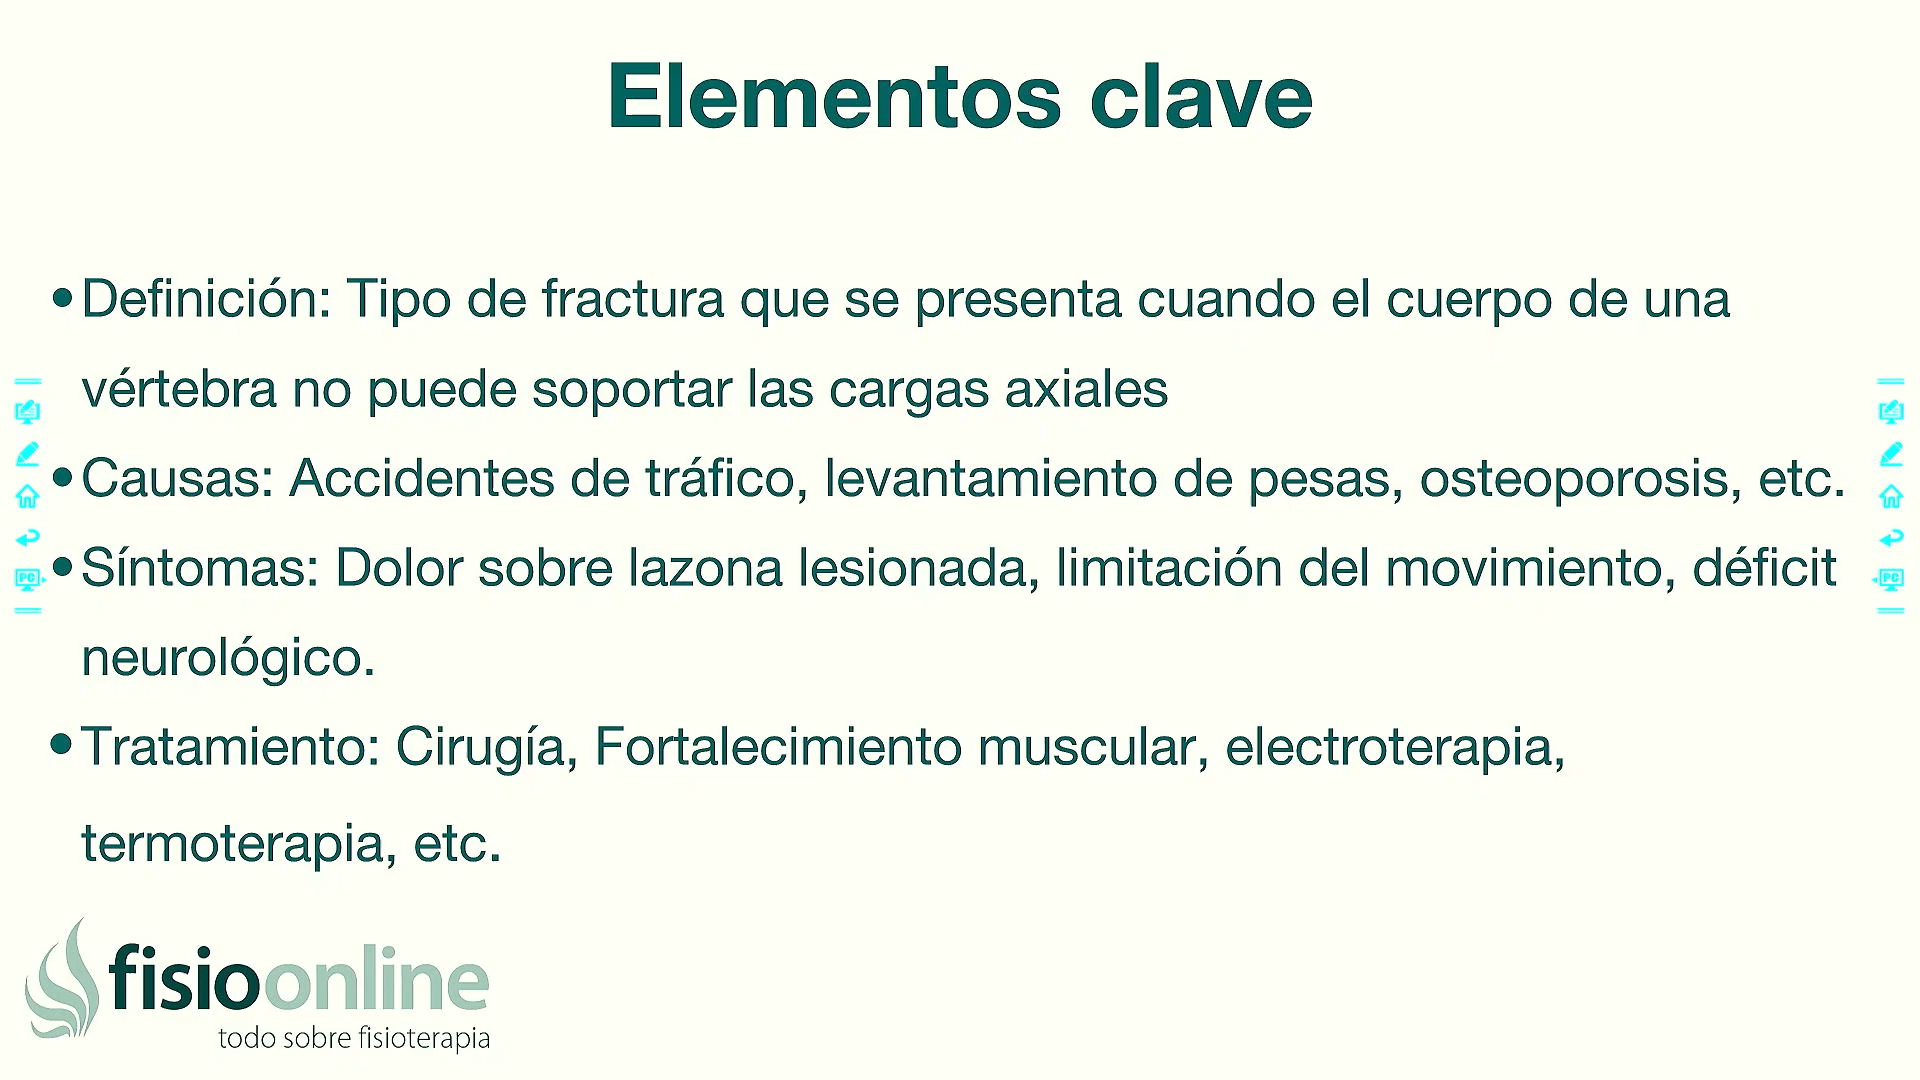 Elementos clave
•Definición: Tipo de fractura que se presenta cuando el cuerpo de una
vértebra no puede soportar las cargas axiales
•Causas: Accidentes de tráfico, levantamiento de pesas, osteoporosis, etc.
•Síntomas: Dolor sobre lazona lesionada, limitación del movimiento, déficit
neurológico.
•Tratamiento: Cirugía, Fortalecimiento muscular, electroterapia,
termoterapia, etc.
PC
PC
fisioonline
todo sobre fisioterapia